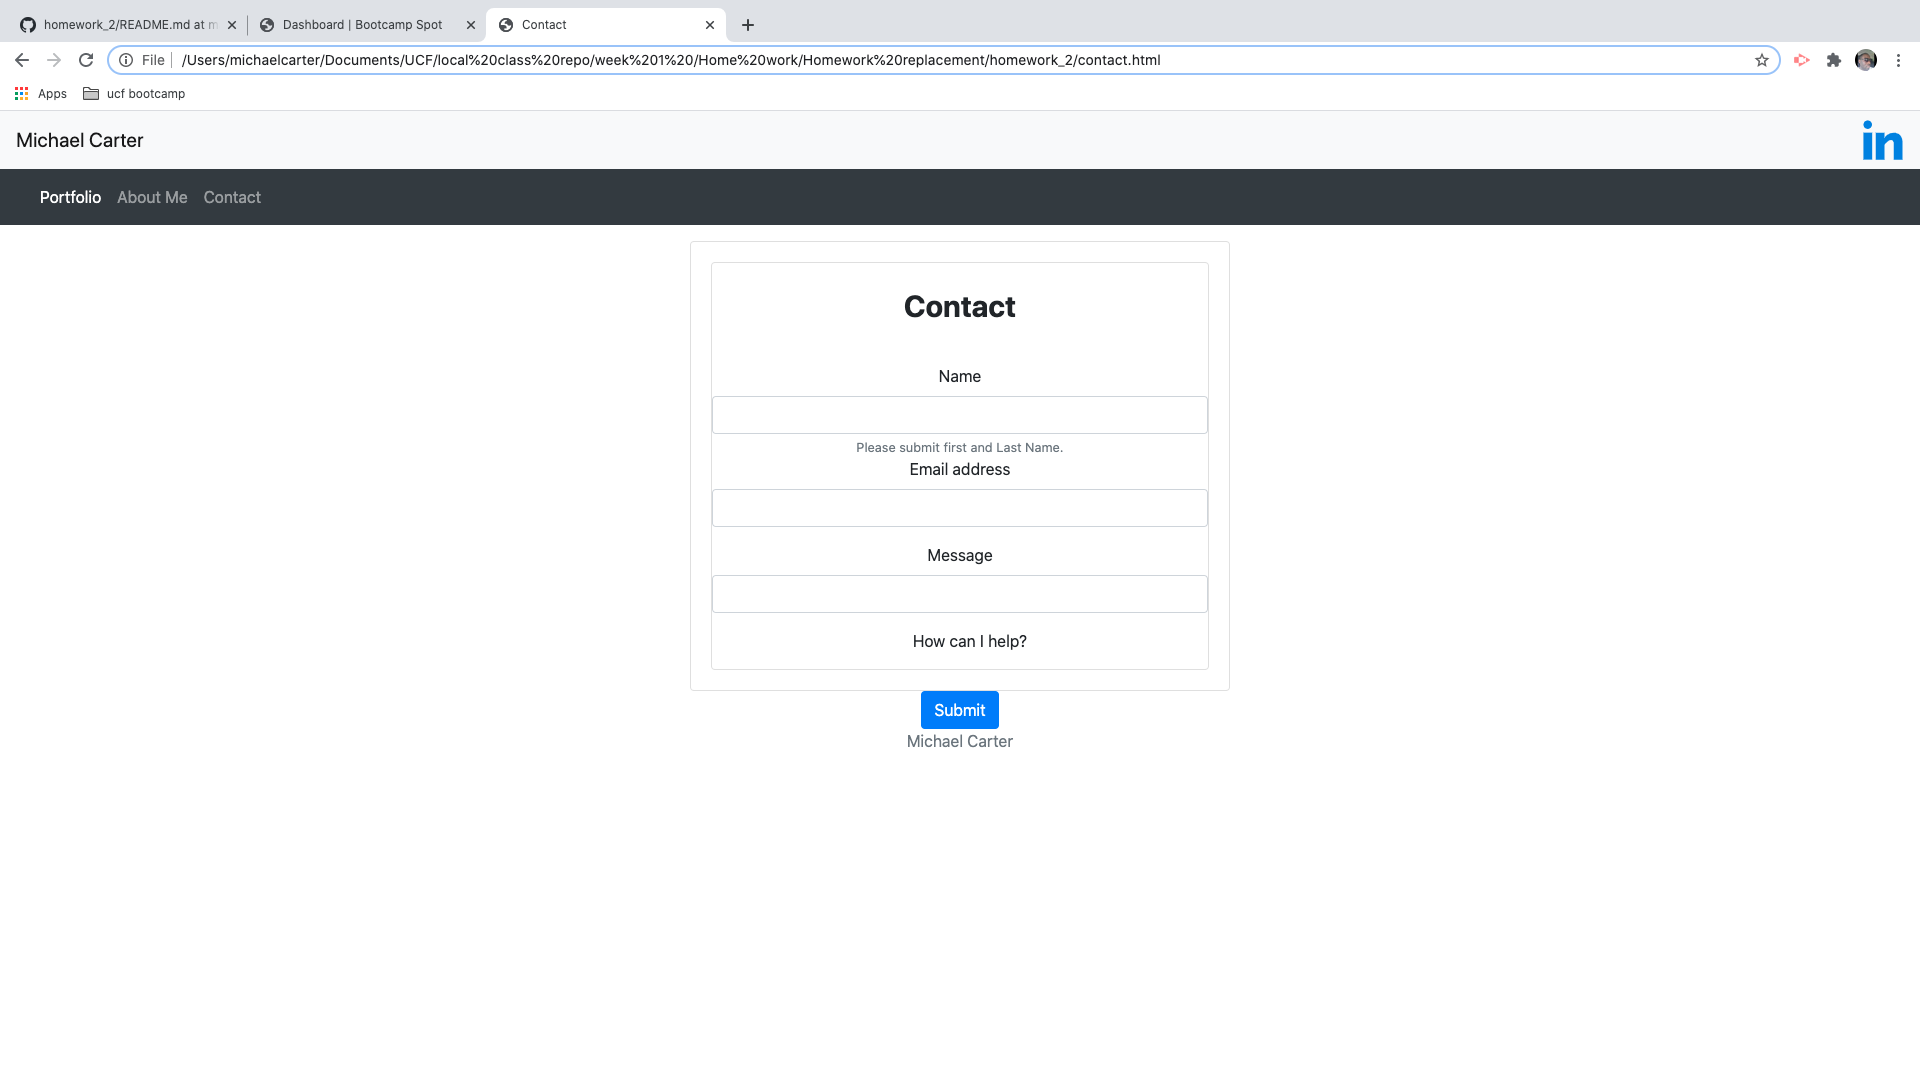 homework_2/README.md at m
Dashboard | Bootcamp Spot
Contact
File
/Users/michaelcarter/Documents/UCF/local%20class%20repo/week%201%20/Home%20work/Homework%20replacement/homework_2/contact.html
Apps
ucf bootcamp
Michael Carter
in
Portfolio About Me Contact
Contact
Name
Please submit first and Last Name.
Email address
Message
How can I help?
Submit
Michael Carter